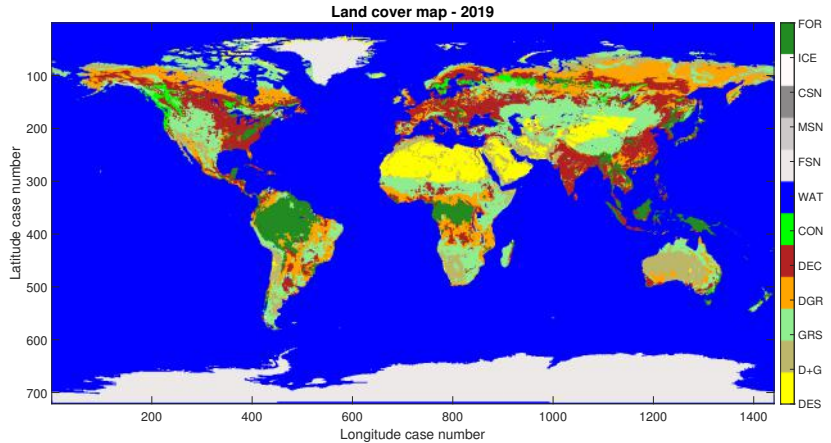 Land cover map - 2019
FOR
ICE
CSN
MSN
FSN
WAT
CON
DEC
DGR
GRS
D+G
DES
100
200
300
400
500
600
700
Latitude case number
200
400
600
800
1000
1200
1400
Longitude case number